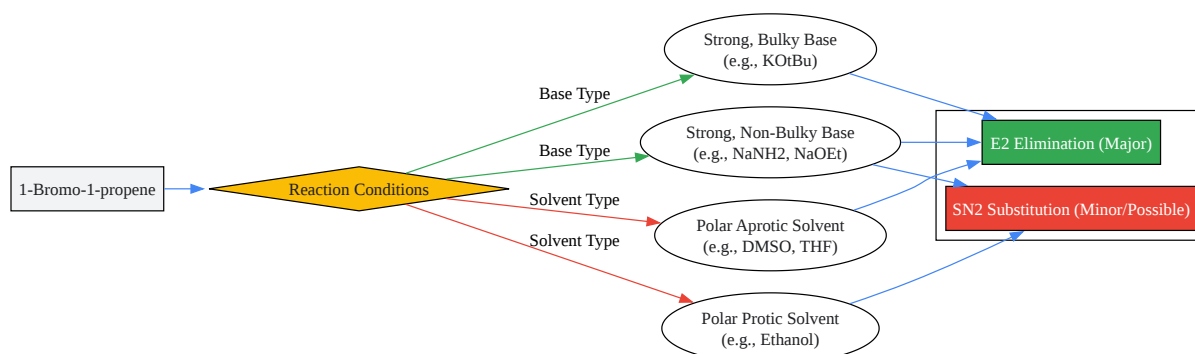 Strong, Bulky Base
(e.g., KOtBu)
Base Type
E2 Elimination (Major)
Strong, Non-Bulky Base
(e.g., NaNH2, NaOEt)
Base Type
1-Bromo-1-propene
Reaction Conditions
Solvent Type
SN2 Substitution (Minor/Possible)
Polar Aprotic Solvent
(e.g., DMSO, THF)
Solvent Type
Polar Protic Solvent
(e.g., Ethanol)